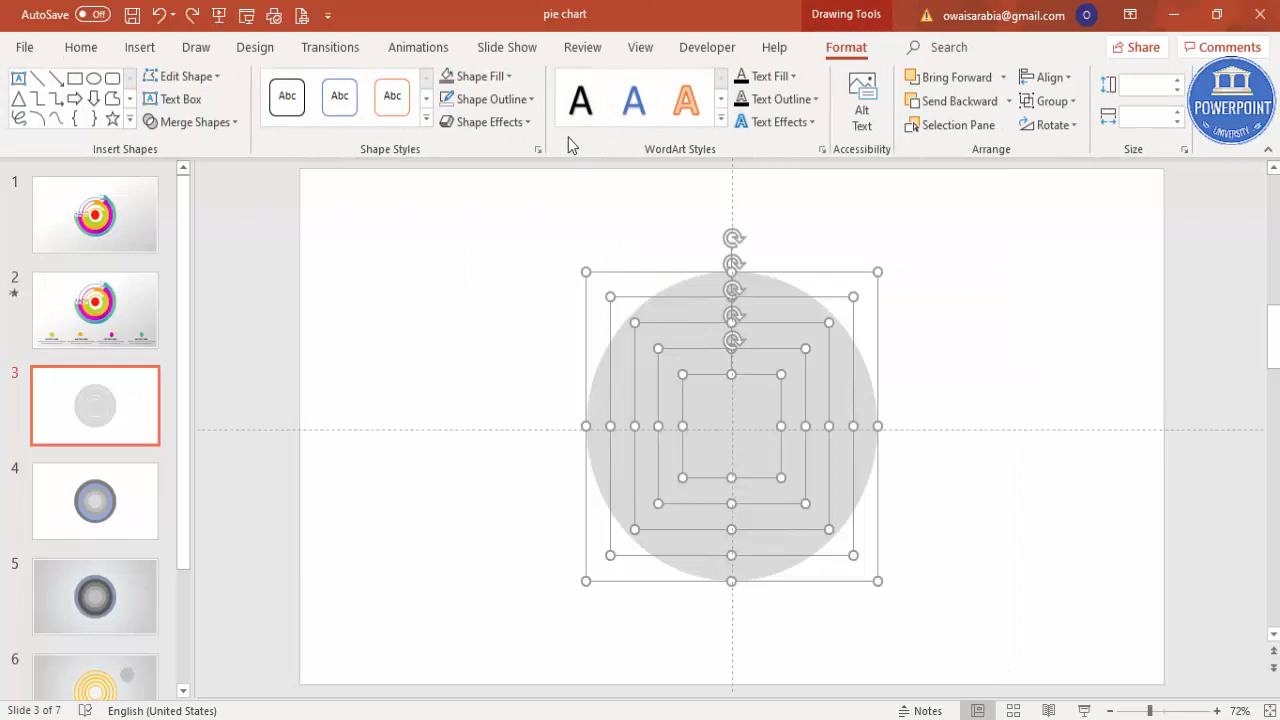 AutoSave Off
pie chart
Drawing Tools
owaisarabia@gmail.com O
File Home Insert Draw Design Transitions Animations Slide Show Review View Developer Help Format Search Share Comments
Edit Shape
Text Box
Merge Shapes
Insert Shapes
Abc Abc Abc
Shape Fill
Shape Outline
Shape Effects
Shape Styles
A A A
Text Fill
Text Outline
Text Effects
WordArt Styles
Alt
Text
Accessibility
Bring Forward
Send Backward
Selection Pane
Align
Group
Rotate
Arrange
Size
POWERPOINT
UNIVERSITY
1
2
3
4
5
6
Slide 3 of 7
English (United States)
Notes
72%